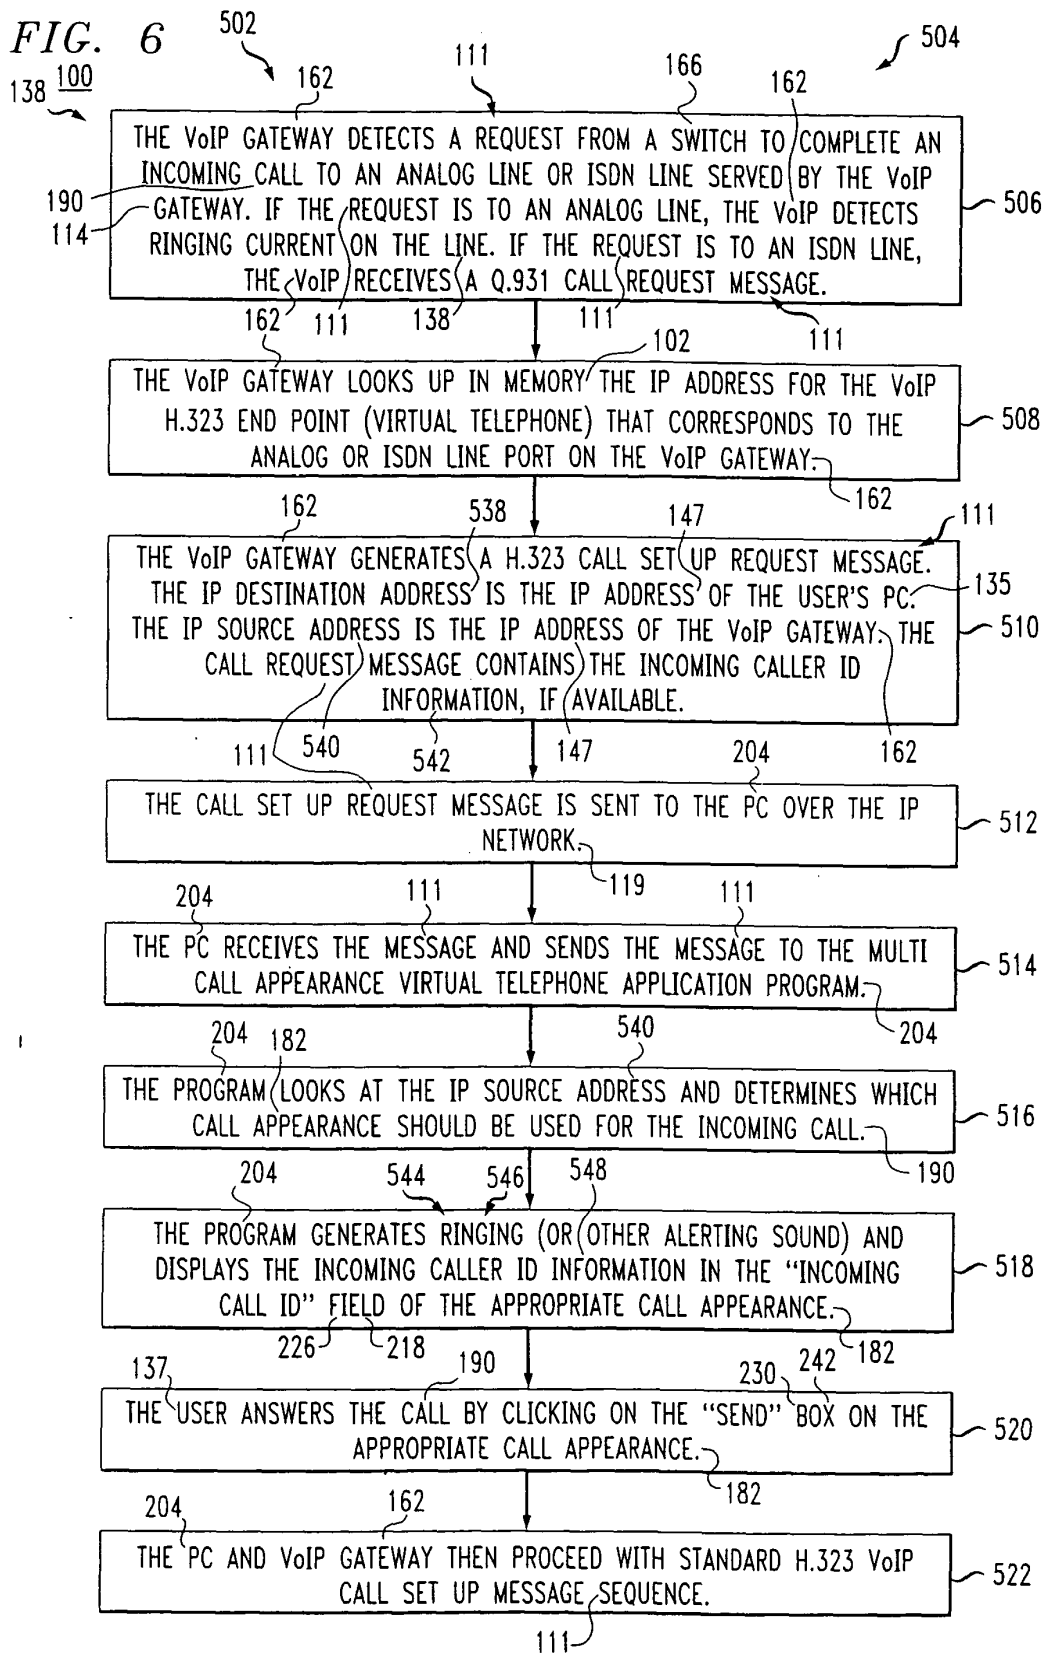 FIG. 6
502
504
100
138
162
111
166
162
THE VoIP GATEWAY DETECTS A REQUEST FROM A SWITCH TO COMPLETE AN
INCOMING CALL TO AN ANALOG LINE OR ISDN LINE SERVED BY THE VoIP
190
GATEWAY. IF THE REQUEST IS TO AN ANALOG LINE, THE VoIP DETECTS
506
114
RINGING CURRENT ON THE LINE. IF THE REQUEST IS TO AN ISDN LINE,
THE VoIP RECEIVES A Q.931 CALL REQUEST MESSAGE.
162
111
138
111
111
162
102
THE VoIP GATEWAY LOOKS UP IN MEMORY THE IP ADDRESS FOR THE VoIP
H.323 END POINT (VIRTUAL TELEPHONE) THAT CORRESPONDS TO THE
508
ANALOG OR ISDN LINE PORT ON THE VoIP GATEWAY.
162
162
538
147
111
THE VoIP GATEWAY GENERATES A H.323 CALL SET UP REQUEST MESSAGE.
THE IP DESTINATION ADDRESS IS THE IP ADDRESS OF THE USER'S PC.
135
THE IP SOURCE ADDRESS IS THE IP ADDRESS OF THE VoIP GATEWAY. THE
510
CALL REQUEST MESSAGE CONTAINS THE INCOMING CALLER ID
INFORMATION, IF AVAILABLE.
111
540
542
147
162
204
THE CALL SET UP REQUEST MESSAGE IS SENT TO THE PC OVER THE IP
512
NETWORK.
119
204
111
111
THE PC RECEIVES THE MESSAGE AND SENDS THE MESSAGE TO THE MULTI
514
CALL APPEARANCE VIRTUAL TELEPHONE APPLICATION PROGRAM.
204
204
182
540
THE PROGRAM LOOKS AT THE IP SOURCE ADDRESS AND DETERMINES WHICH
516
CALL APPEARANCE SHOULD BE USED FOR THE INCOMING CALL.
190
204
544
546
548
THE PROGRAM GENERATES RINGING (OR OTHER ALERTING SOUND) AND
DISPLAYS THE INCOMING CALLER ID INFORMATION IN THE "INCOMING
518
CALL ID" FIELD OF THE APPROPRIATE CALL APPEARANCE.
226
218
182
137
190
230
242
THE USER ANSWERS THE CALL BY CLICKING ON THE "SEND" BOX ON THE
520
APPROPRIATE CALL APPEARANCE.
182
204
162
THE PC AND VoIP GATEWAY THEN PROCEED WITH STANDARD H.323 VoIP
522
CALL SET UP MESSAGE SEQUENCE.
111